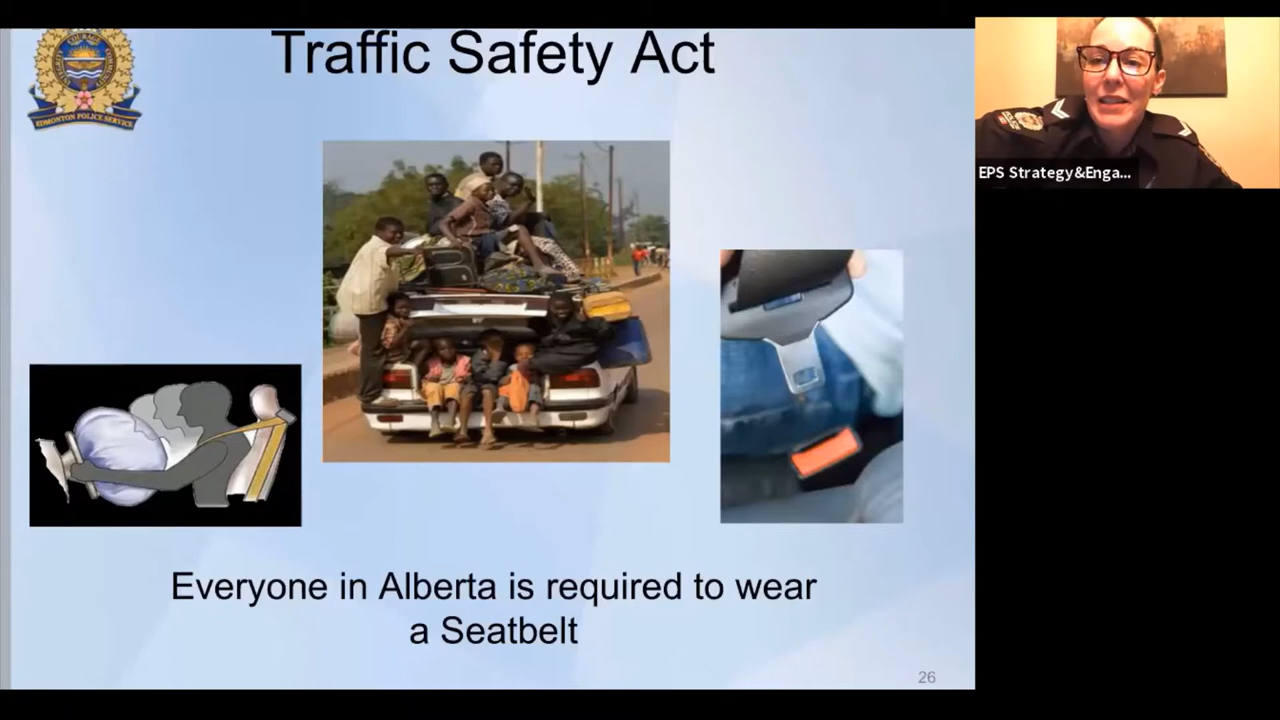 Traffic Safety Act
EDMONTON POLICE SERVICE
EPS Strategy&Enga...
Everyone in Alberta is required to wear
a Seatbelt
26